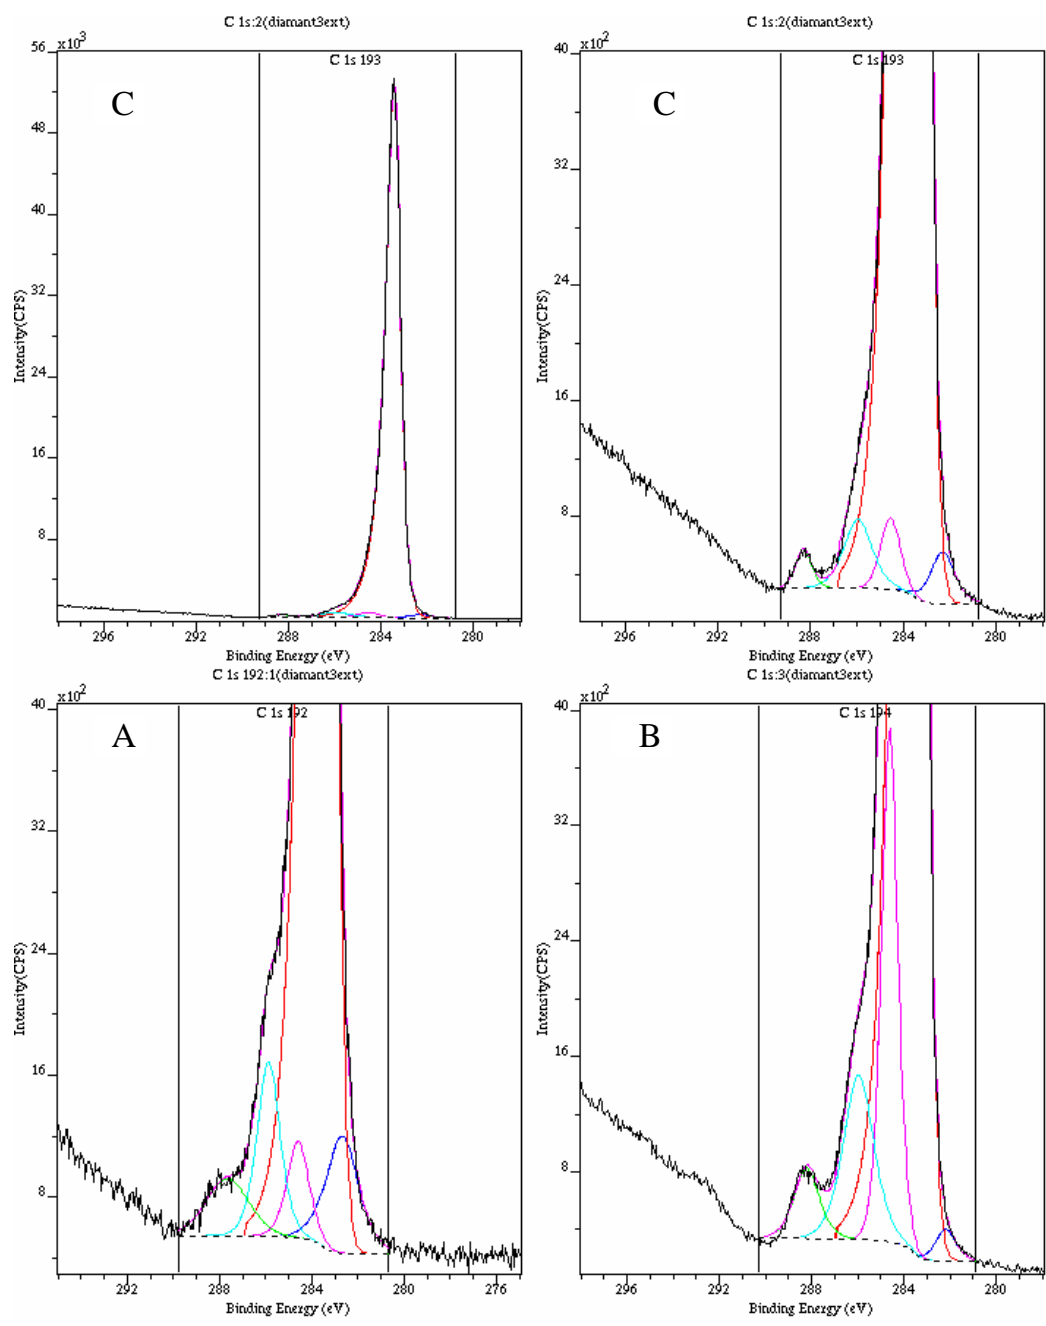 C 1s:2(diamant3ext)
x10³
C 1s 193
C
56
48
40
32
24
16
8
Intensity(CPS)
296 292 288 284 280
Binding Energy (eV)
C 1s:2(diamant3ext)
x10²
C 1s 193
C
40
32
24
16
8
Intensity(CPS)
296 292 288 284 280
Binding Energy (eV)
C 1s 192:1(diamant3ext)
x10²
C 1s 192
A
40
32
24
16
8
Intensity(CPS)
292 288 284 280 276
Binding Energy (eV)
C 1s:3(diamant3ext)
x10²
C 1s 194
B
40
32
24
16
8
Intensity(CPS)
296 292 288 284 280
Binding Energy (eV)